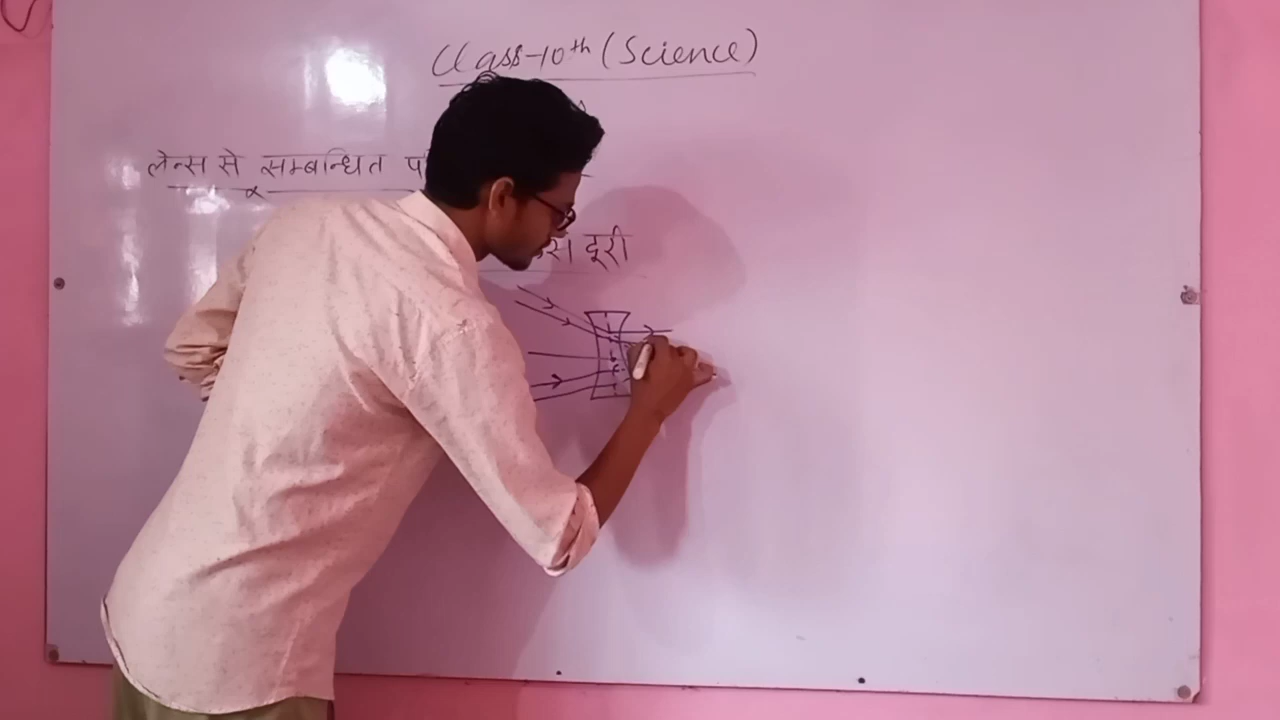 Class-10th (Science)
लेन्स से सम्बन्धित
दूरी